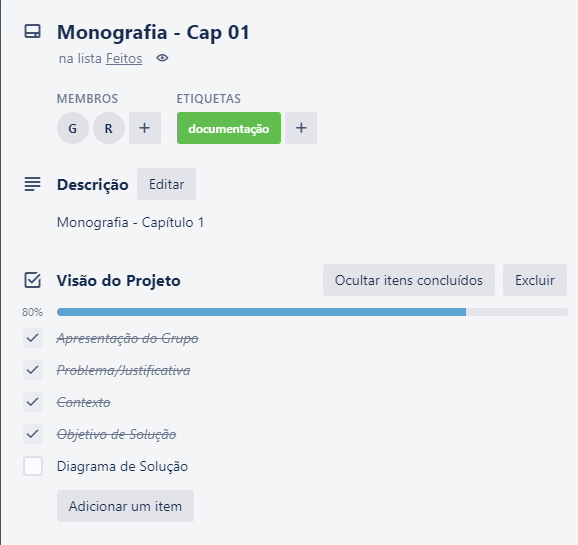 Monografia - Cap 01
na lista Feitos
MEMBROS ETIQUETAS
G R + documentação +
Descrição Editar
Monografia - Capítulo 1
Visão do Projeto Ocultar itens concluídos Excluir
80%
Apresentação do Grupo
Problema/Justificativa
Contexto
Objetivo de Solução
Diagrama de Solução
Adicionar um item